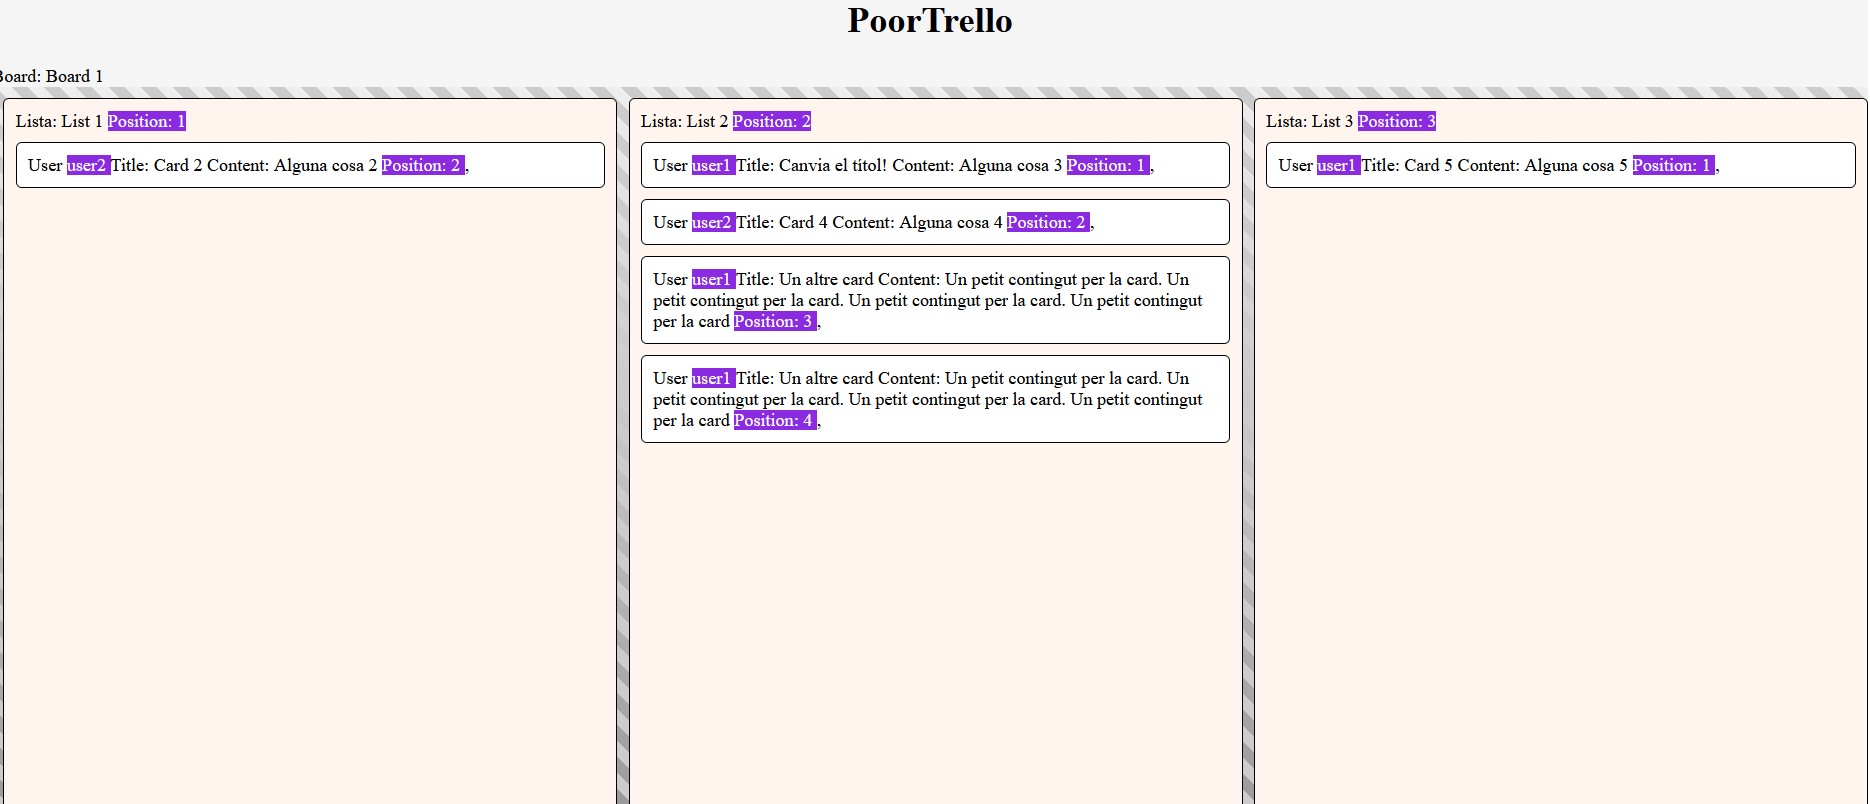 PoorTrello
Board: Board 1
Lista: List 1 Position: 1
User user2 Title: Card 2 Content: Alguna cosa 2 Position: 2 ,
Lista: List 2 Position: 2
User user1 Title: Canvia el títol! Content: Alguna cosa 3 Position: 1 ,
User user2 Title: Card 4 Content: Alguna cosa 4 Position: 2 ,
User user1 Title: Un altre card Content: Un petit contingut per la card. Un
petit contingut per la card. Un petit contingut per la card. Un petit contingut
per la card Position: 3 ,
User user1 Title: Un altre card Content: Un petit contingut per la card. Un
petit contingut per la card. Un petit contingut per la card. Un petit contingut
per la card Position: 4 ,
Lista: List 3 Position: 3
User user1 Title: Card 5 Content: Alguna cosa 5 Position: 1 ,